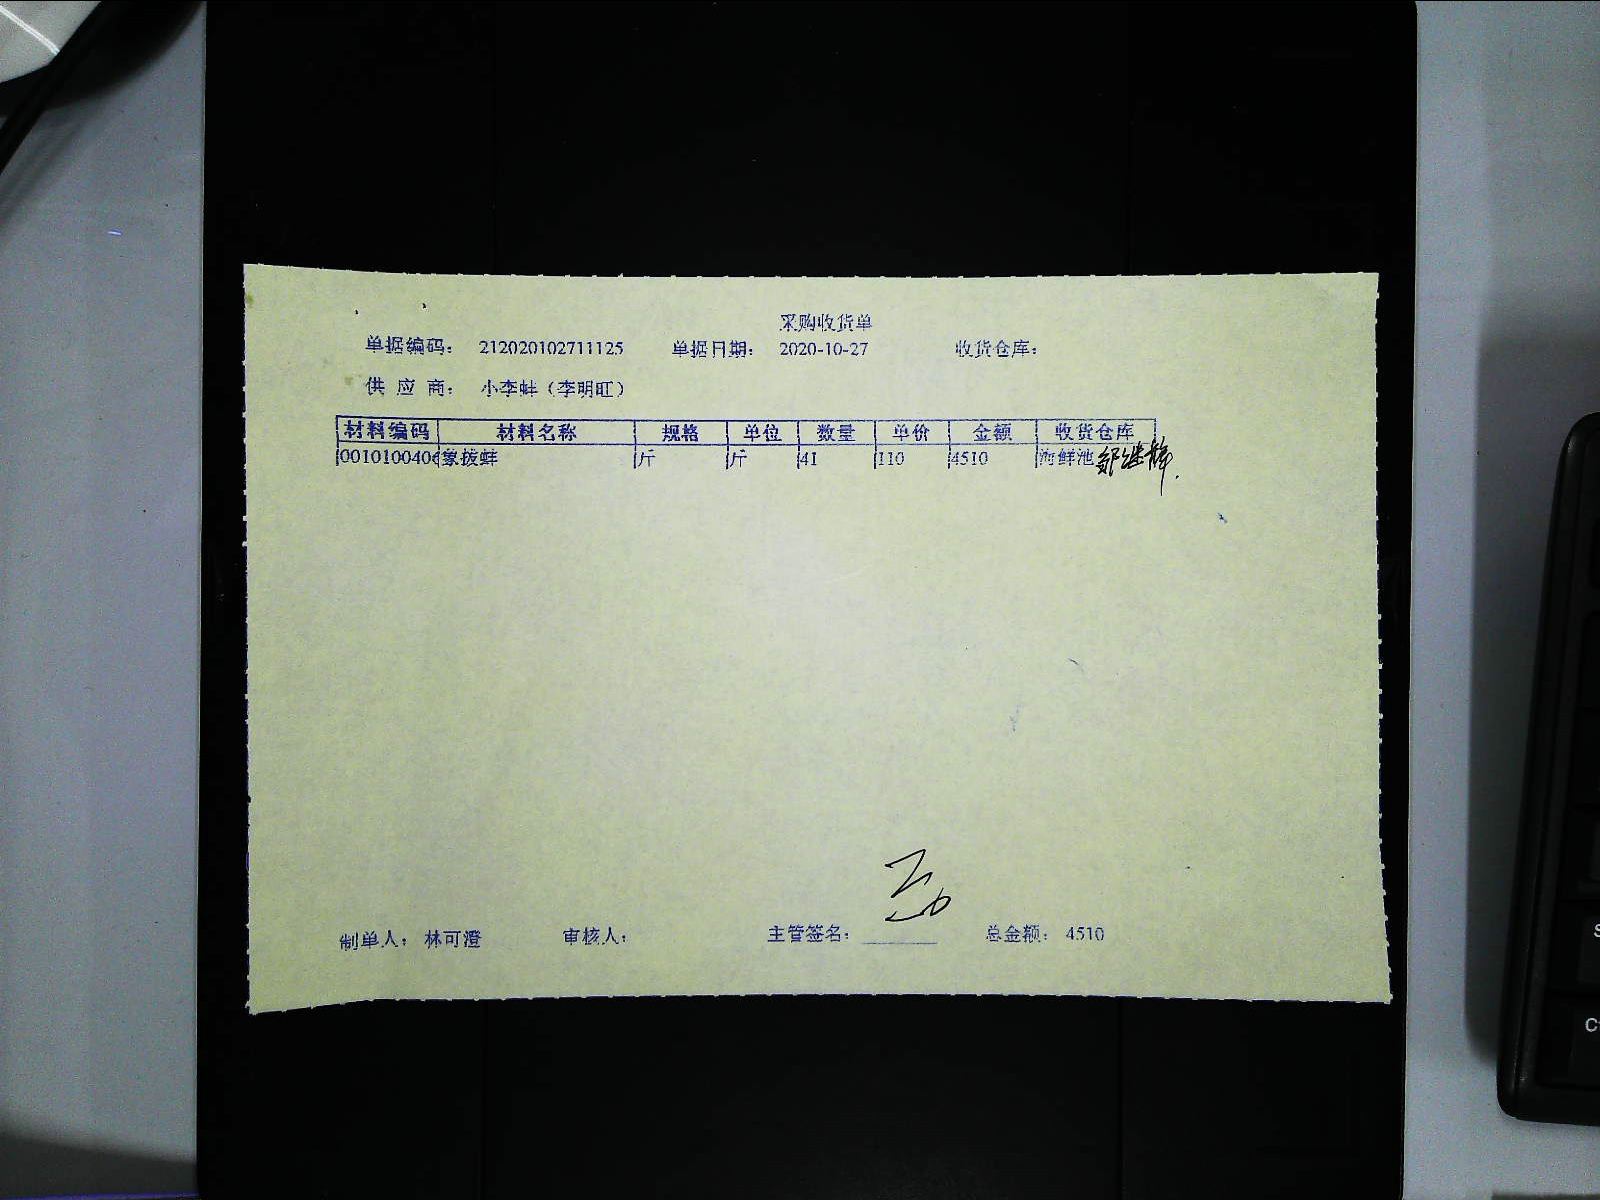 采购收货单
单据编码： 212020102711125 单据日期： 2020-10-27 收货仓库：
供 应 商： 小李蚌（李明旺）
材料编码 材料名称 规格 单位 数量 单价 金额 收货仓库
001010040 象拔蚌 斤 斤 41 110 4510 海鲜池
制单人： 林可澄 审核人： 主管签名： 总金额： 4510